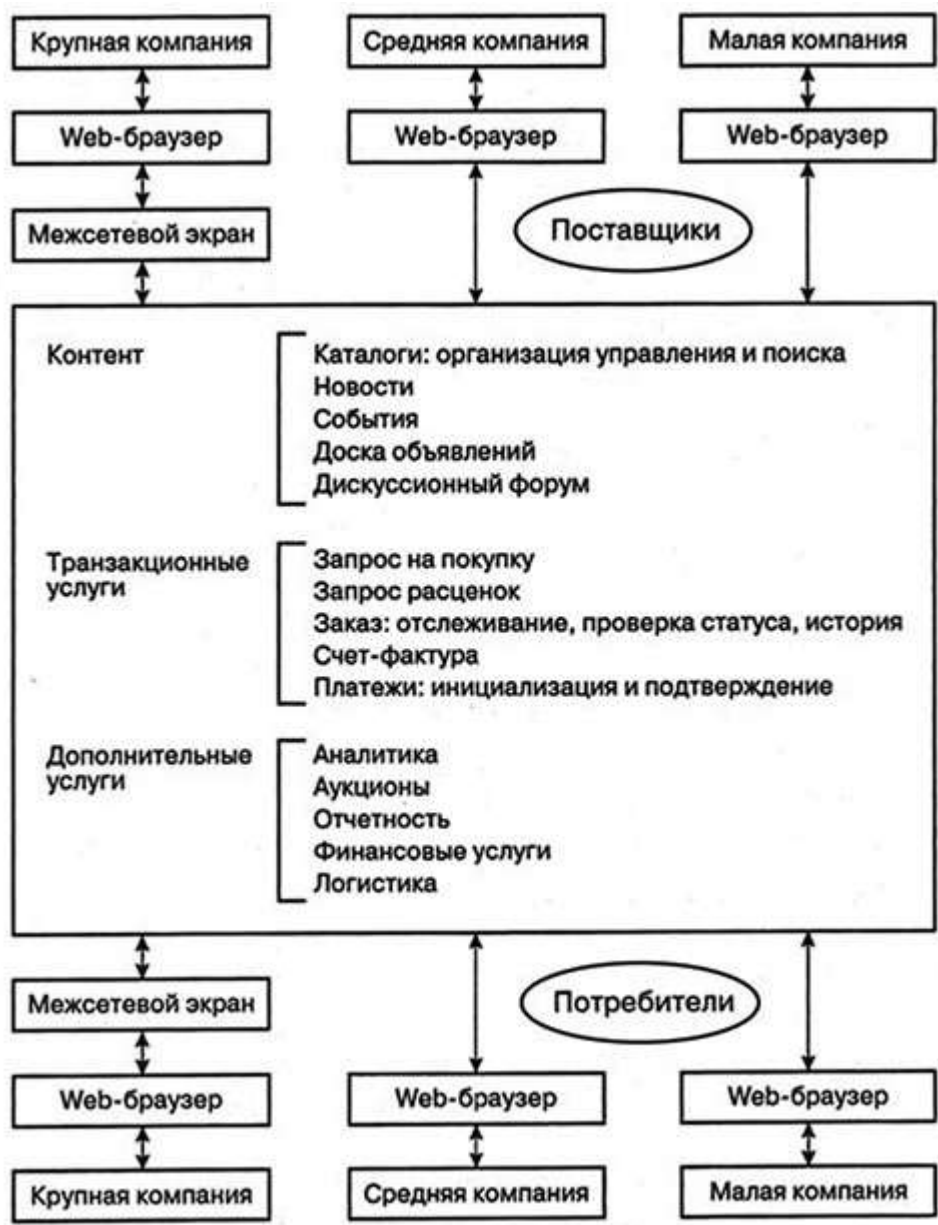 Крупная компания
Средняя компания
Малая компания
Web-браузер
Web-браузер
Web-браузер
Межсетевой экран
Поставщики
Контент
Каталоги: организация управления и поиска
Новости
События
Доска объявлений
Дискуссионный форум
Транзакционные
услуги
Запрос на покупку
Запрос расценок
Заказ: отслеживание, проверка статуса, история
Счет-фактура
Платежи: инициализация и подтверждение
Дополнительные
услуги
Аналитика
Аукционы
Отчетность
Финансовые услуги
Логистика
Межсетевой экран
Потребители
Web-браузер
Web-браузер
Web-браузер
Крупная компания
Средняя компания
Малая компания